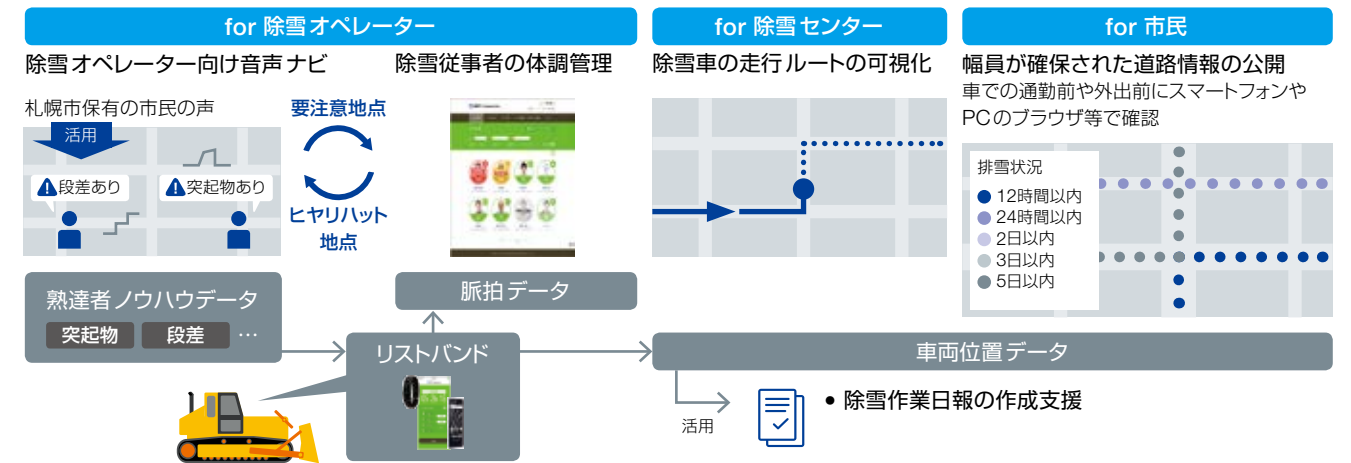 for 除雪オペレーター
除雪オペレーター向け音声ナビ
除雪従事者の体調管理
札幌市保有の市民の声
活用
段差あり
突起物あり
要注意地点
ヒヤリハット
地点
熟達者ノウハウデータ
突起物
段差
…
脈拍データ
リストバンド
for 除雪センター
除雪車の走行ルートの可視化
for 市民
幅員が確保された道路情報の公開
車での通勤前や外出前にスマートフォンや
PCのブラウザ等で確認
排雪状況
12時間以内
24時間以内
2日以内
3日以内
5日以内
車両位置データ
活用
• 除雪作業日報の作成支援